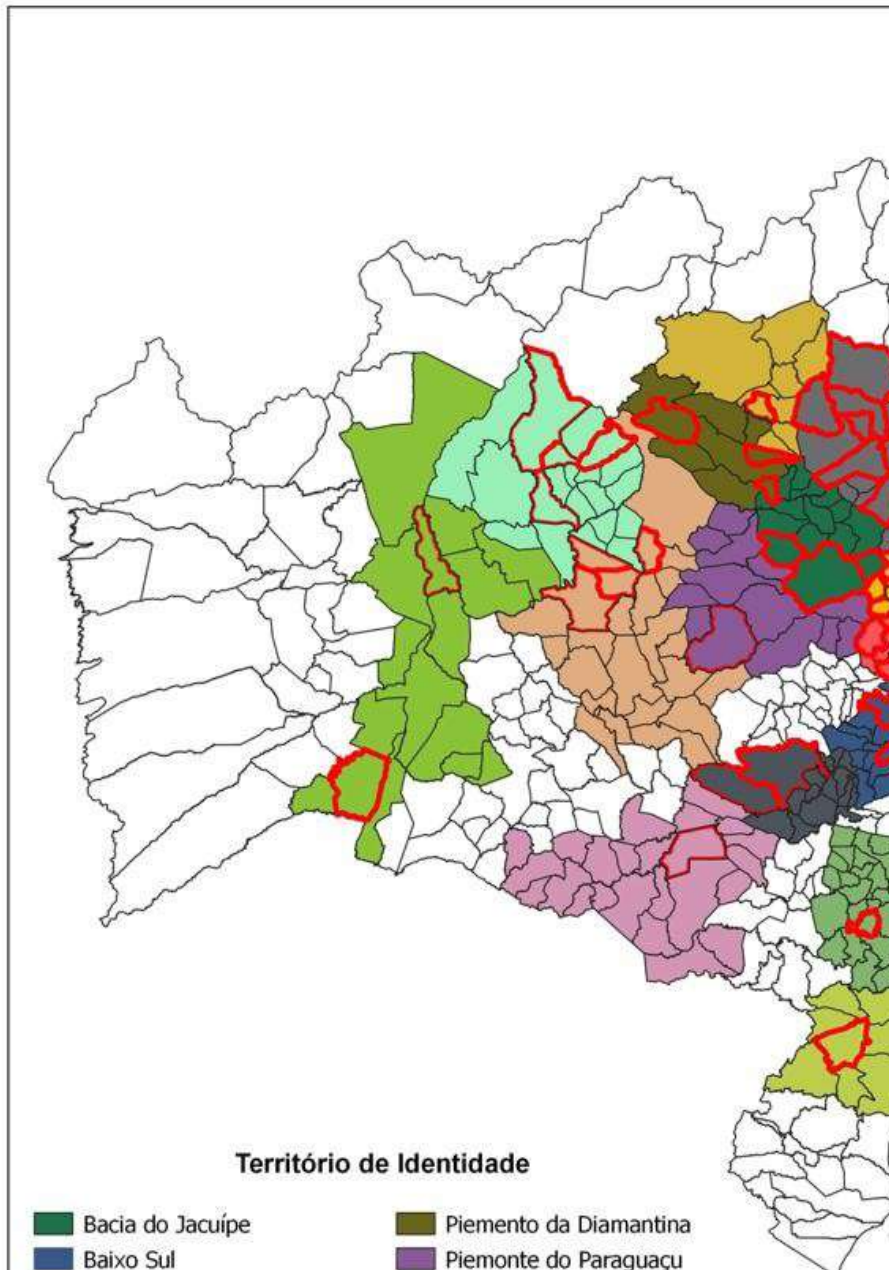 Território de Identidade
Bacia do Jacuípe
Piemento da Diamantina
Baixo Sul
Piemonte do Paraguaçu